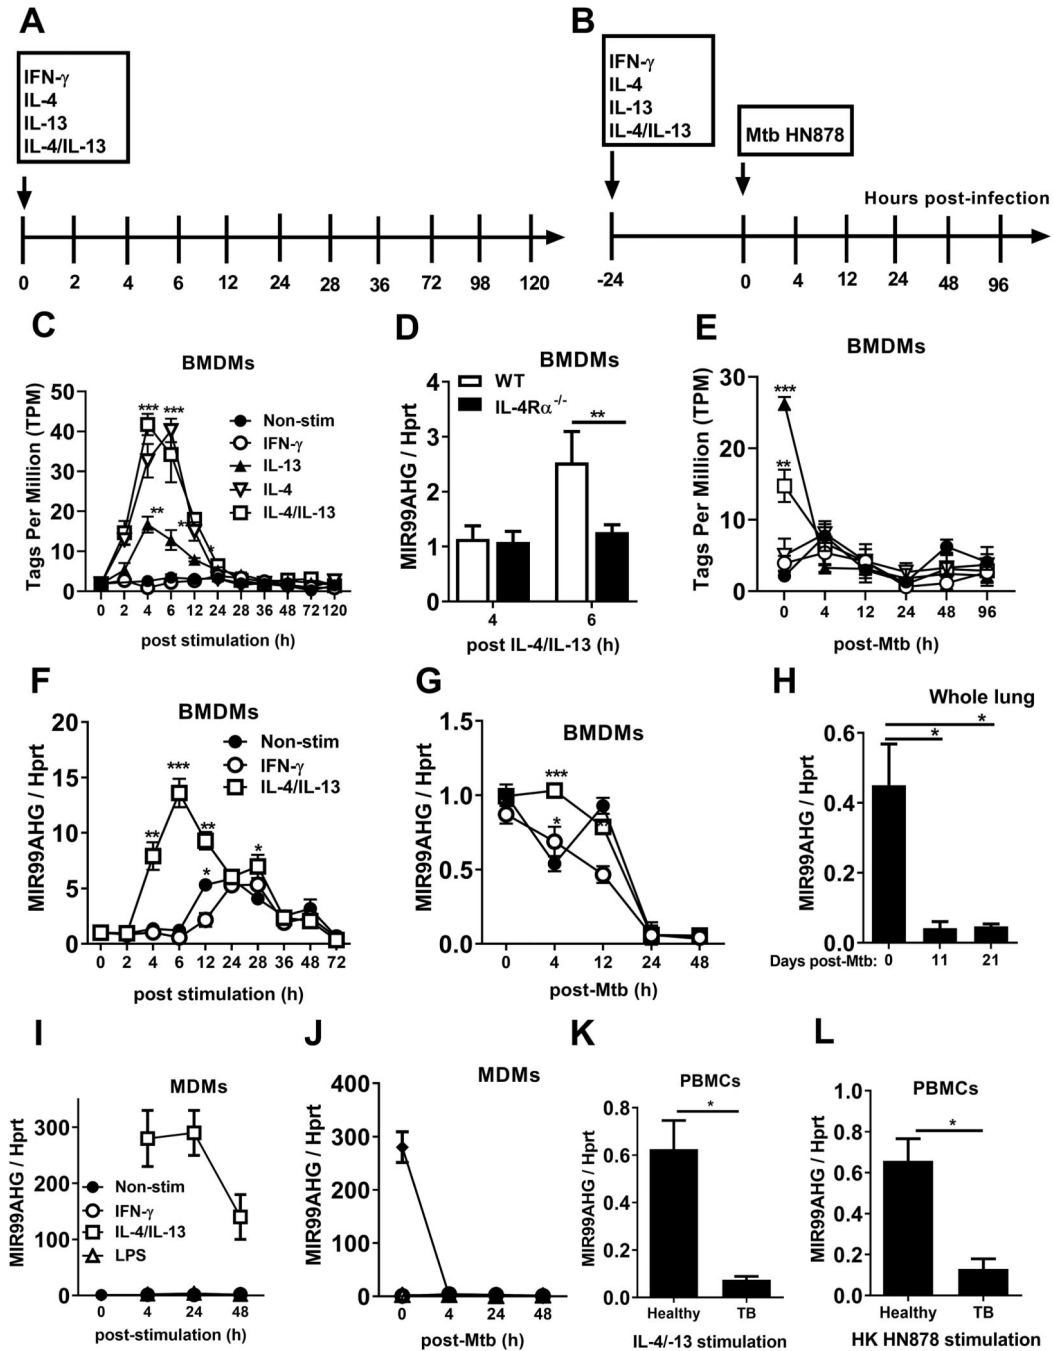 A
IFN-γ
IL-4
IL-13
IL-4/IL-13
0 2 4 6 12 24 28 36 72 98 120
B
IFN-γ
IL-4
IL-13
IL-4/IL-13
Mtb HN878
Hours post-infection
-24 0 4 12 24 48 96
C
BMDMs
Tags Per Million (TPM)
50
40
30
20
10
0
*** ***
** **
*
Non-stim
IFN-γ
IL-13
IL-4
IL-4/IL-13
0 2 4 6 12 24 28 36 48 72 120
post stimulation (h)
D
BMDMs
WT
IL-4Rα-/-
MIR99AHG / Hprt
4
3
2
1
0
**
4 6
post IL-4/IL-13 (h)
E
BMDMs
Tags Per Million (TPM)
30
20
10
0
***
**
0 4 12 24 48 96
post-Mtb (h)
F
BMDMs
MIR99AHG / Hprt
20
15
10
5
0
***
** **
* *
Non-stim
IFN-γ
IL-4/IL-13
0 2 4 6 12 24 28 36 48 72
post stimulation (h)
G
BMDMs
MIR99AHG / Hprt
1.5
1.0
0.5
0.0
***
*
**
0 4 12 24 48
post-Mtb (h)
H
Whole lung
MIR99AHG / Hprt
0.6
0.4
0.2
0.0
*
*
Days post-Mtb: 0 11 21
I
MDMs
MIR99AHG / Hprt
300
200
100
0
Non-stim
IFN-γ
IL-4/IL-13
LPS
0 4 24 48
post-stimulation (h)
J
MDMs
MIR99AHG / Hprt
400
300
200
100
0
0 4 24 48
post-Mtb (h)
K
PBMCs
MIR99AHG / Hprt
0.8
0.6
0.4
0.2
0.0
*
Healthy TB
IL-4/-13 stimulation
L
PBMCs
MIR99AHG / Hprt
1.0
0.8
0.6
0.4
0.2
0.0
*
Healthy TB
HK HN878 stimulation